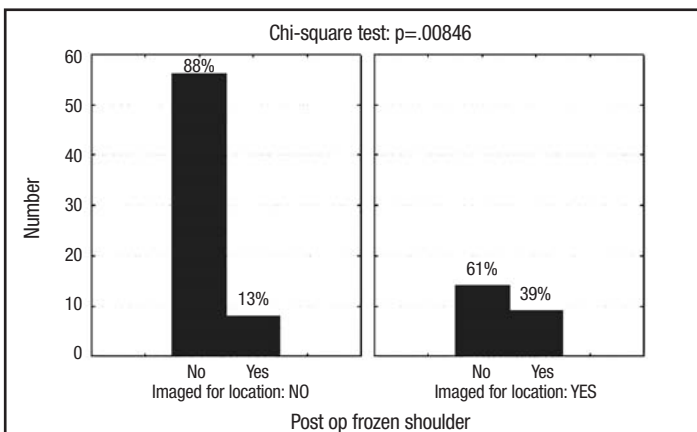 Chi-square test: p=.00846
60
50
40
30
20
10
0
Number
88%
13%
61%
39%
No Yes
Imaged for location: NO
No Yes
Imaged for location: YES
Post op frozen shoulder